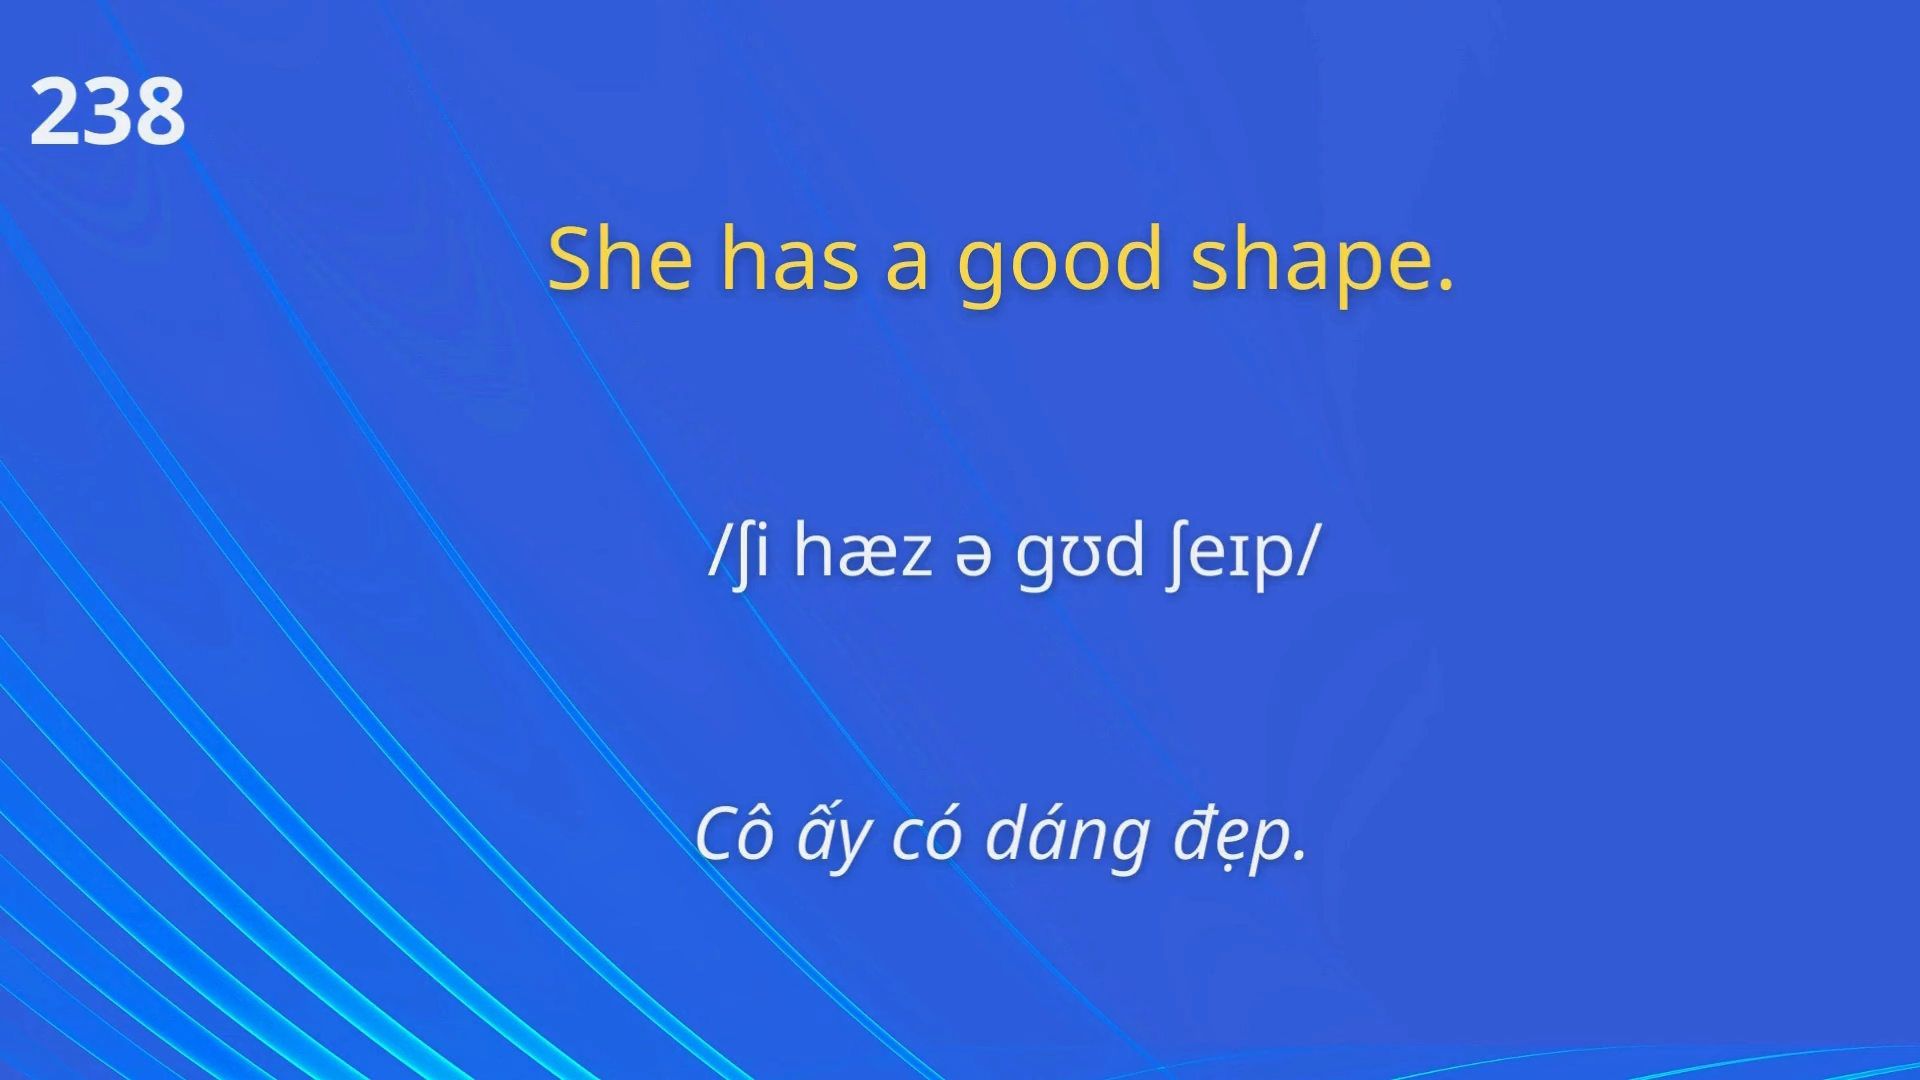 238
She has a good shape.
/ʃi hæz ə gʊd ʃeɪp/
Cô ấy có dáng đẹp.